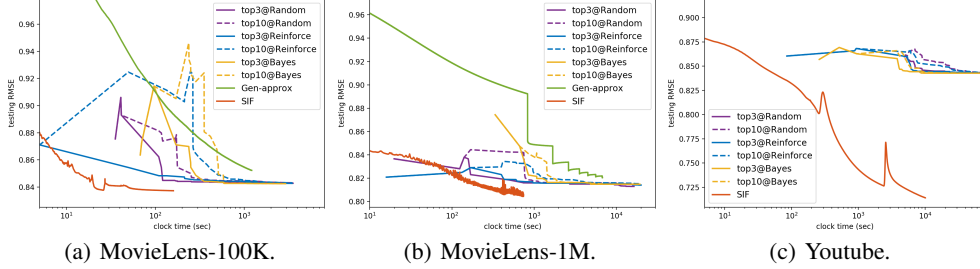 0.96
0.94
0.92
0.90
0.88
0.86
0.84
testing RMSE
10¹
10²
10³
clock time (sec)
top3@Random
top10@Random
top3@Reinforce
top10@Reinforce
top3@Bayes
top10@Bayes
Gen-approx
SIF
(a) MovieLens-100K.
0.96
0.94
0.92
0.90
0.88
0.86
0.84
0.82
0.80
testing RMSE
10¹
10²
10³
10⁴
clock time (sec)
top3@Random
top10@Random
top3@Reinforce
top10@Reinforce
top3@Bayes
top10@Bayes
Gen-approx
SIF
(b) MovieLens-1M.
0.900
0.875
0.850
0.825
0.800
0.775
0.750
0.725
testing RMSE
10¹
10²
10³
10⁴
clock time (sec)
top3@Random
top10@Random
top3@Reinforce
top10@Reinforce
top3@Bayes
top10@Bayes
SIF
(c) Youtube.